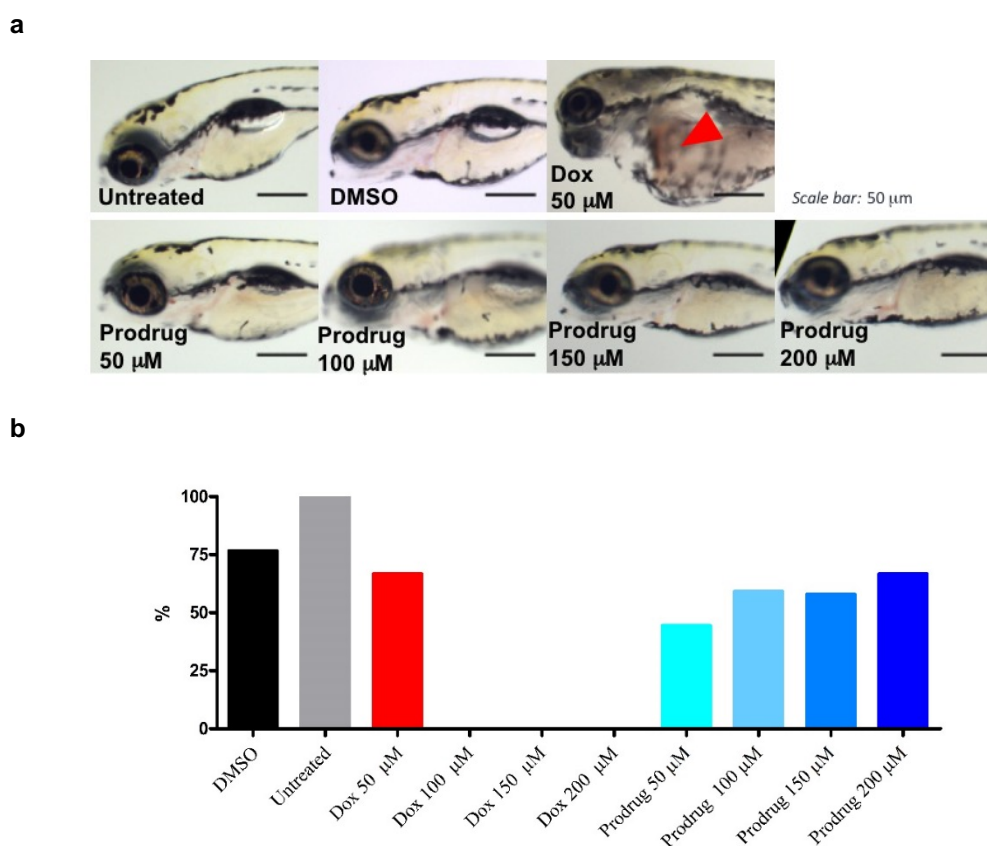 a
Untreated
DMSO
Dox
50 μM
Scale bar: 50 μm
Prodrug
50 μM
Prodrug
100 μM
Prodrug
150 μM
Prodrug
200 μM
b
%
100
75
50
25
0
DMSO
Untreated
Dox 50 μM
Dox 100 μM
Dox 150 μM
Dox 200 μM
Prodrug 50 μM
Prodrug 100 μM
Prodrug 150 μM
Prodrug 200 μM